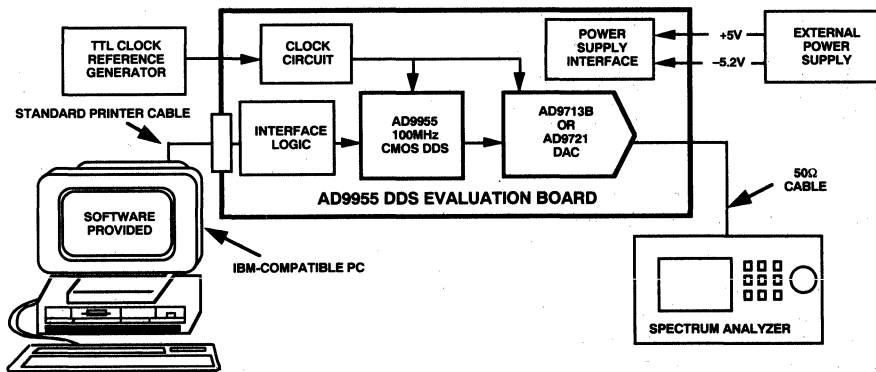 TTL CLOCK
REFERENCE
GENERATOR
CLOCK
CIRCUIT
POWER
SUPPLY
INTERFACE
+5V
–5.2V
EXTERNAL
POWER
SUPPLY
STANDARD PRINTER CABLE
INTERFACE
LOGIC
AD9955
100MHz
CMOS DDS
AD9713B
OR
AD9721
DAC
AD9955 DDS EVALUATION BOARD
50Ω
CABLE
SOFTWARE
PROVIDED
IBM-COMPATIBLE PC
SPECTRUM ANALYZER